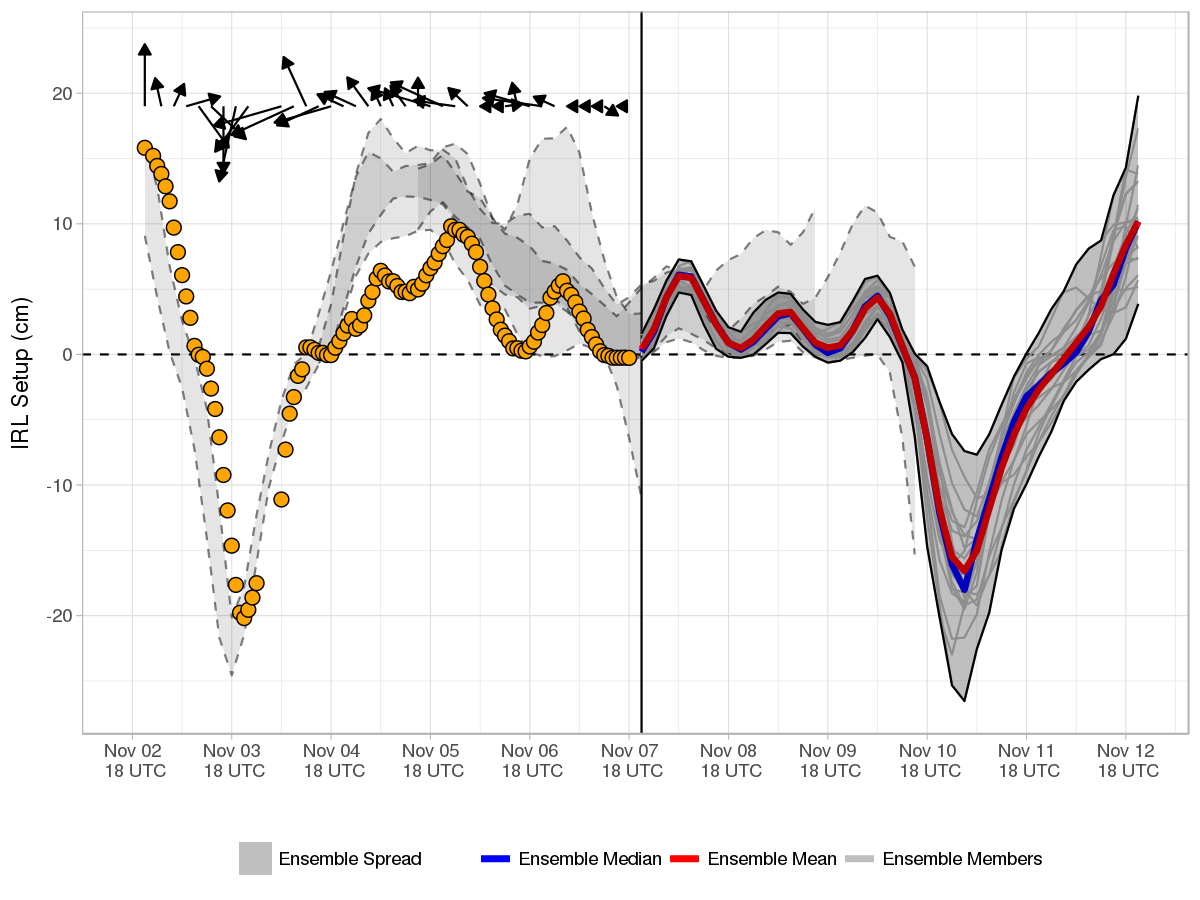 IRL Setup (cm)
20
10
0
-10
-20
Nov 02 Nov 03 Nov 04 Nov 05 Nov 06 Nov 07 Nov 08 Nov 09 Nov 10 Nov 11 Nov 12
18 UTC 18 UTC 18 UTC 18 UTC 18 UTC 18 UTC 18 UTC 18 UTC 18 UTC 18 UTC 18 UTC
Ensemble Spread Ensemble Median Ensemble Mean Ensemble Members